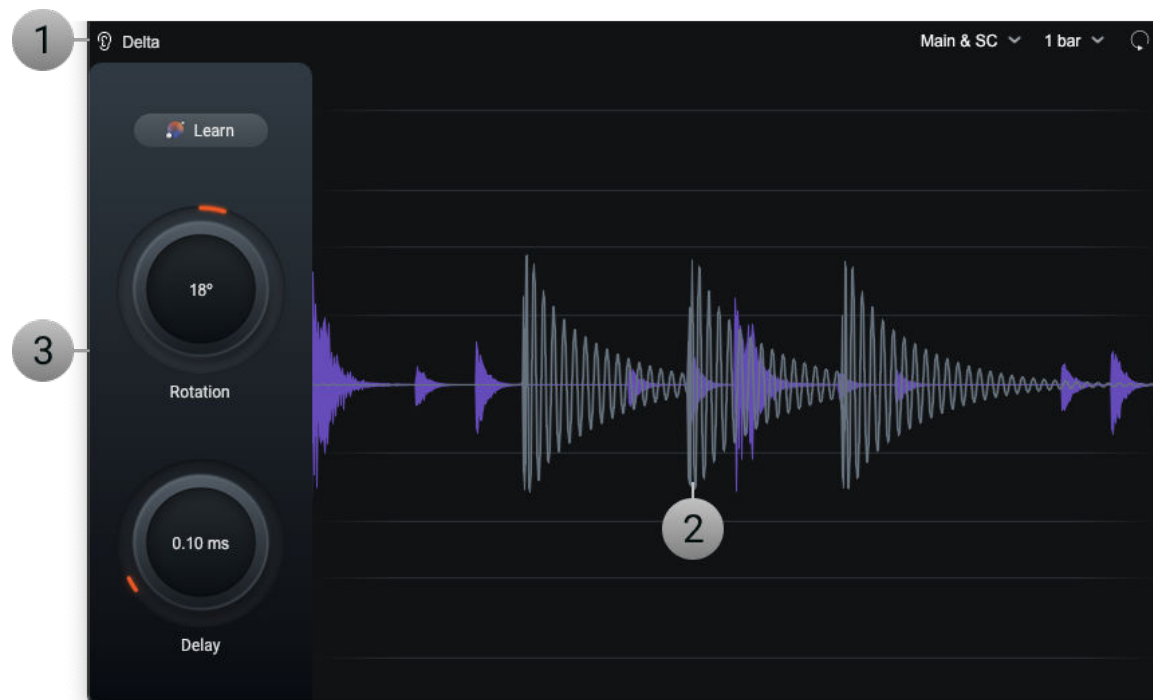 1
Delta
Main & SC
1 bar
Learn
18°
3
Rotation
2
0.10 ms
Delay